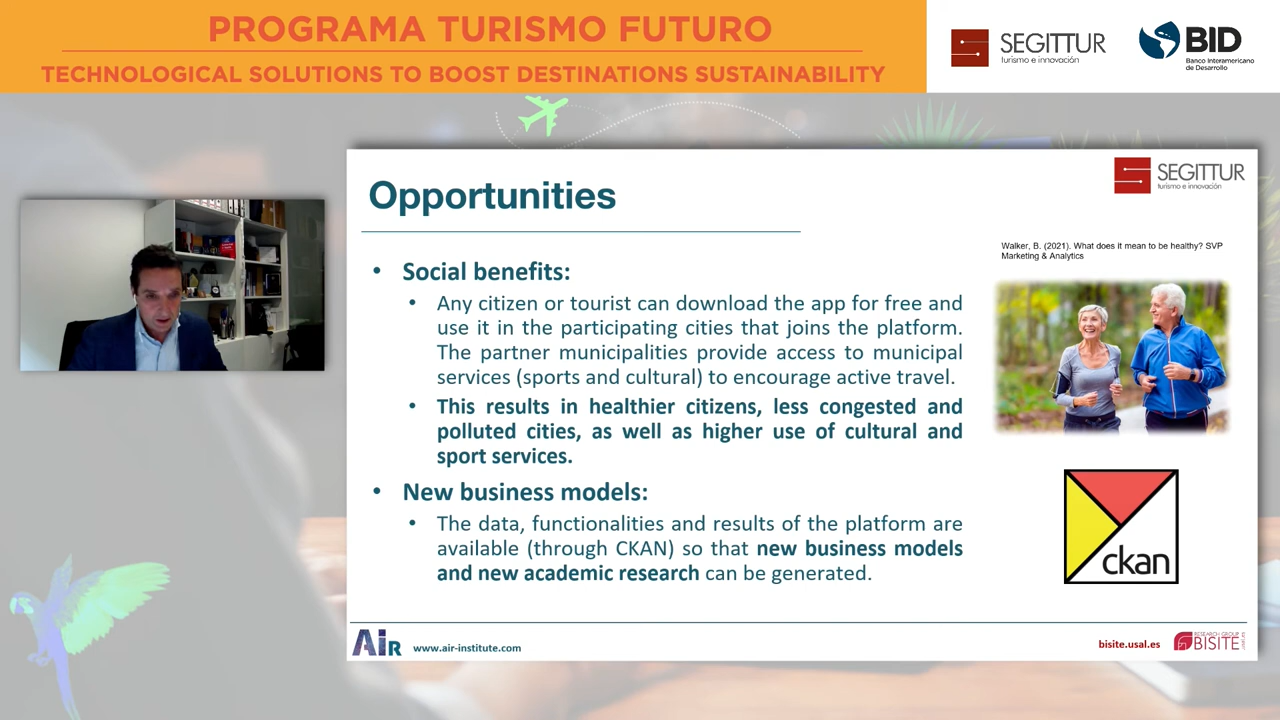 PROGRAMA TURISMO FUTURO
TECHNOLOGICAL SOLUTIONS TO BOOST DESTINATIONS SUSTAINABILITY
SEGITTUR
turismo e innovación
BID
Banco Interamericano
de Desarrollo
Opportunities
SEGITTUR
turismo e innovación
Walker, B. (2021). What does it mean to be healthy? SVP
Marketing & Analytics
• Social benefits:
• Any citizen or tourist can download the app for free and
use it in the participating cities that joins the platform.
The partner municipalities provide access to municipal
services (sports and cultural) to encourage active travel.
• This results in healthier citizens, less congested and
polluted cities, as well as higher use of cultural and
sport services.
• New business models:
• The data, functionalities and results of the platform are
available (through CKAN) so that new business models
and new academic research can be generated.
ckan
AIR
www.air-institute.com
bisite.usal.es
RESEARCH GROUP
BISITE